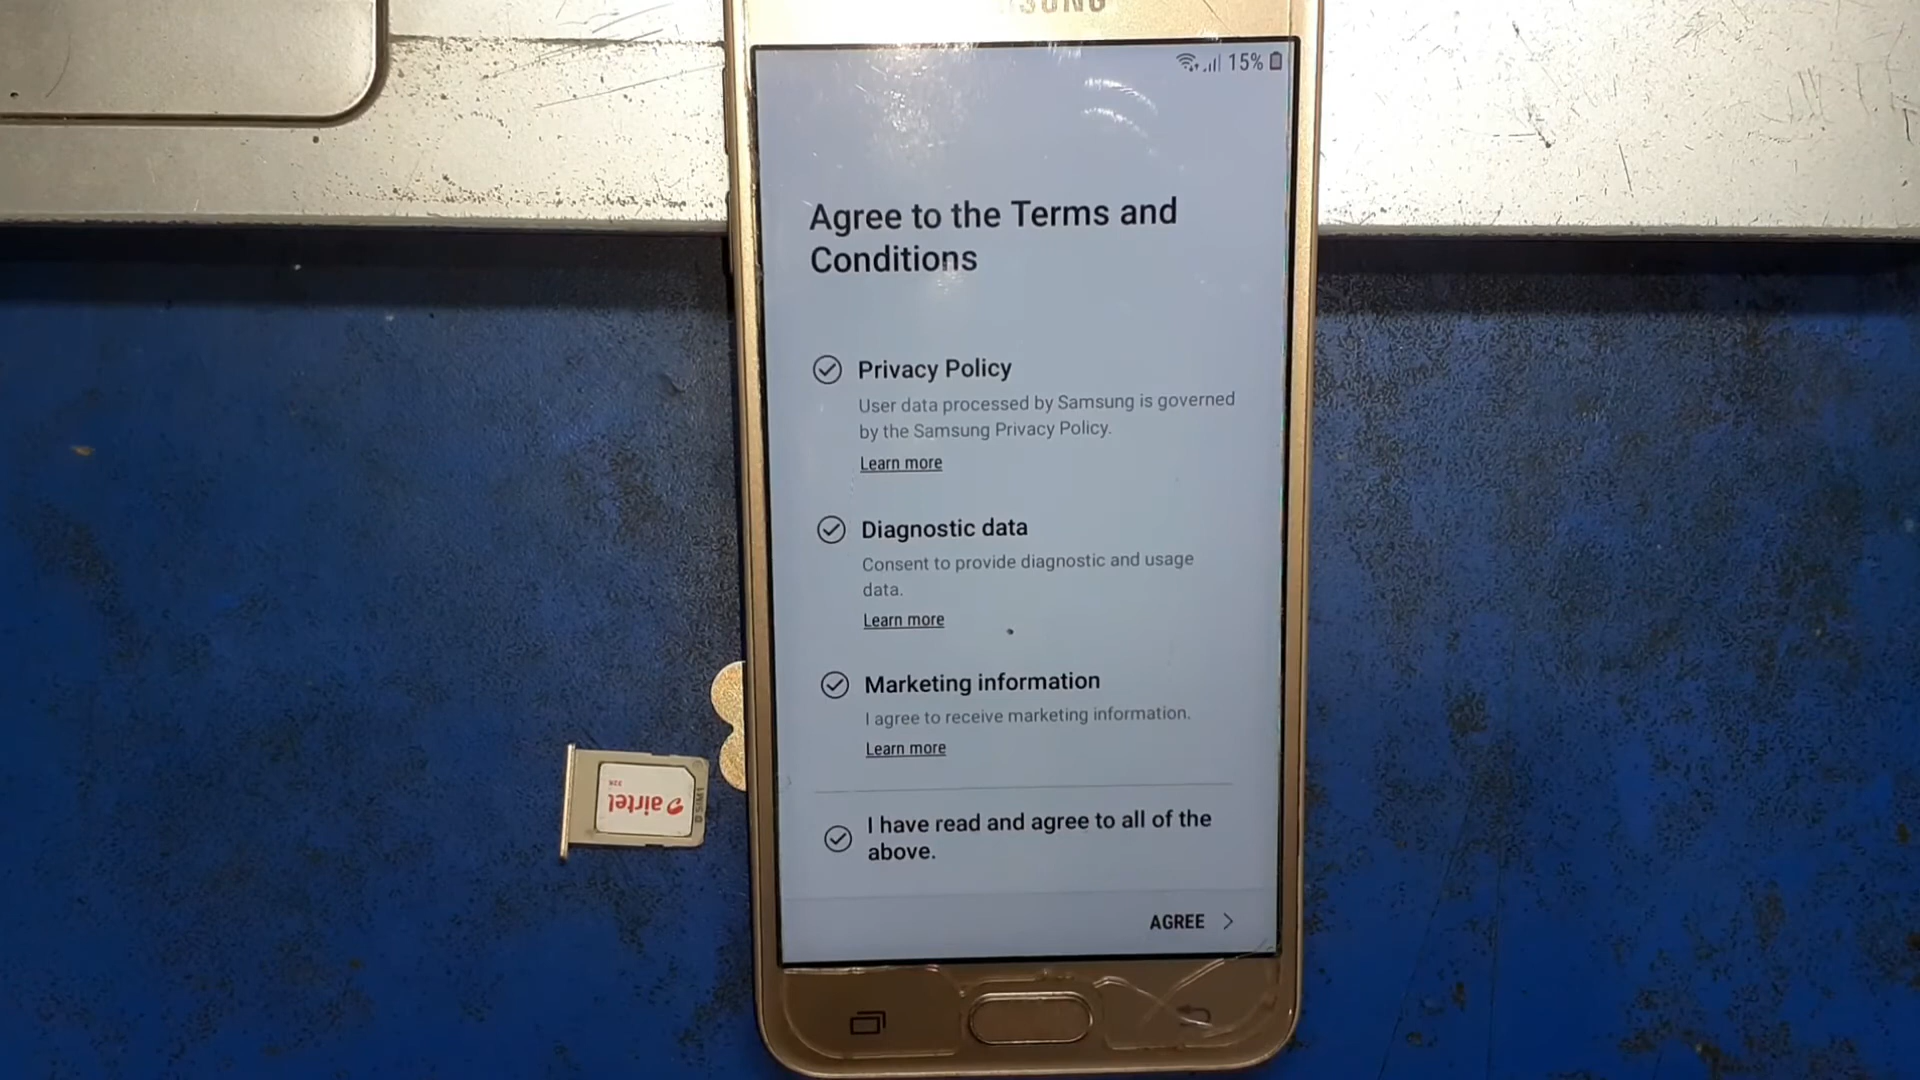 15%
Agree to the Terms and
Conditions
Privacy Policy
User data processed by Samsung is governed
by the Samsung Privacy Policy.
Learn more
Diagnostic data
Consent to provide diagnostic and usage
data.
Learn more
Marketing information
I agree to receive marketing information.
Learn more
airtel
SIM1
I have read and agree to all of the
above.
AGREE